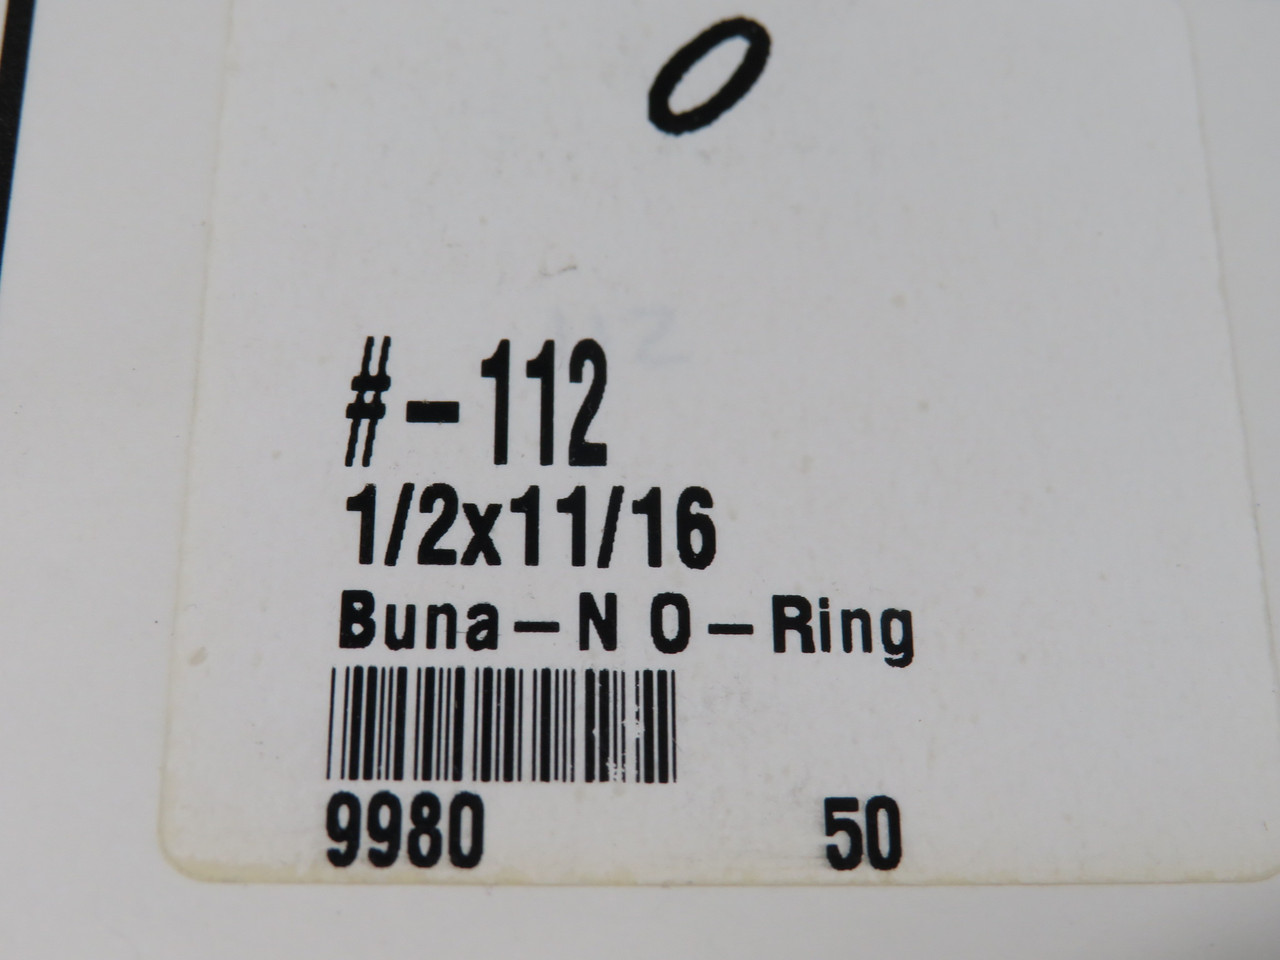 #-112
1/2x11/16
Buna-N O-Ring
9980 50